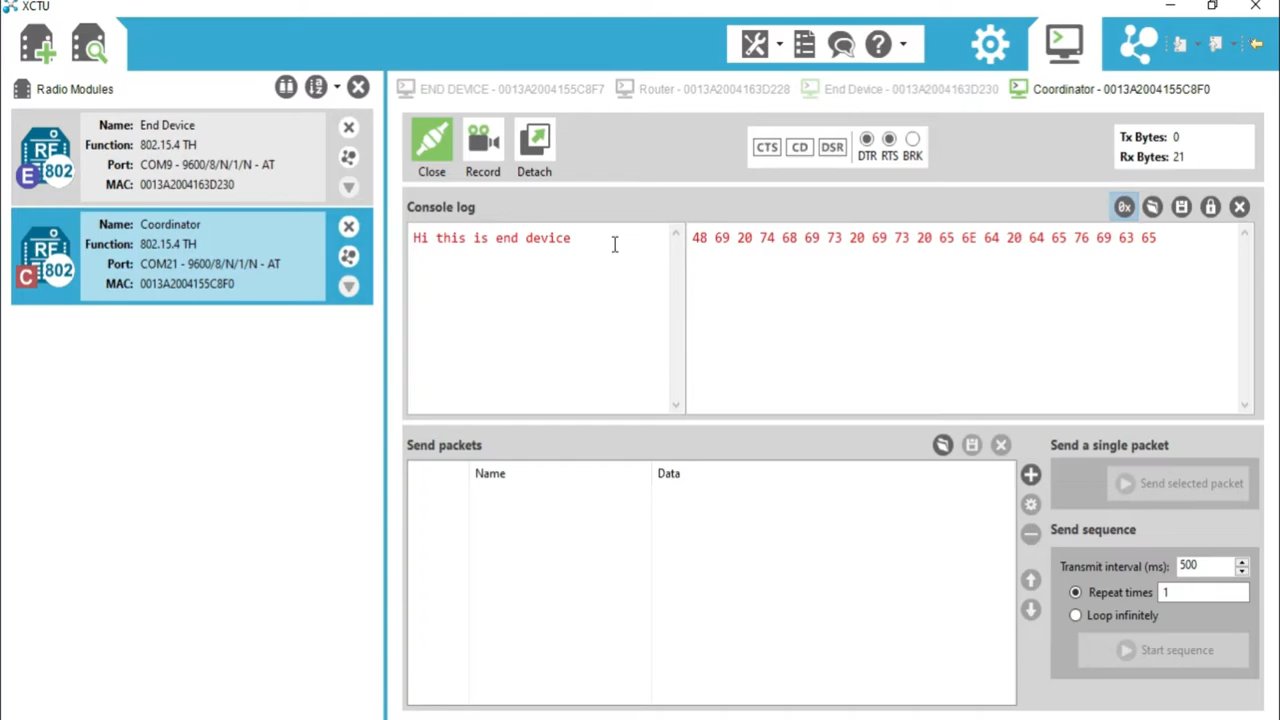 XCTU
Radio Modules
Name: End Device
Function: 802.15.4 TH
Port: COM9 - 9600/8/N/1/N - AT
MAC: 0013A2004163D230
RF
802
E
Name: Coordinator
Function: 802.15.4 TH
Port: COM21 - 9600/8/N/1/N - AT
MAC: 0013A2004155C8F0
RF
802
C
END DEVICE - 0013A2004155C8F7
Router - 0013A2004163D228
End Device - 0013A2004163D230
Coordinator - 0013A2004155C8F0
Close
Record
Detach
CTS CD DSR
DTR RTS BRK
Tx Bytes: 0
Rx Bytes: 21
Console log
0x
Hi this is end device
48 69 20 74 68 69 73 20 69 73 20 65 6E 64 20 64 65 76 69 63 65
Send packets
Name Data
Send a single packet
Send selected packet
Send sequence
Transmit interval (ms): 500
Repeat times 1
Loop infinitely
Start sequence